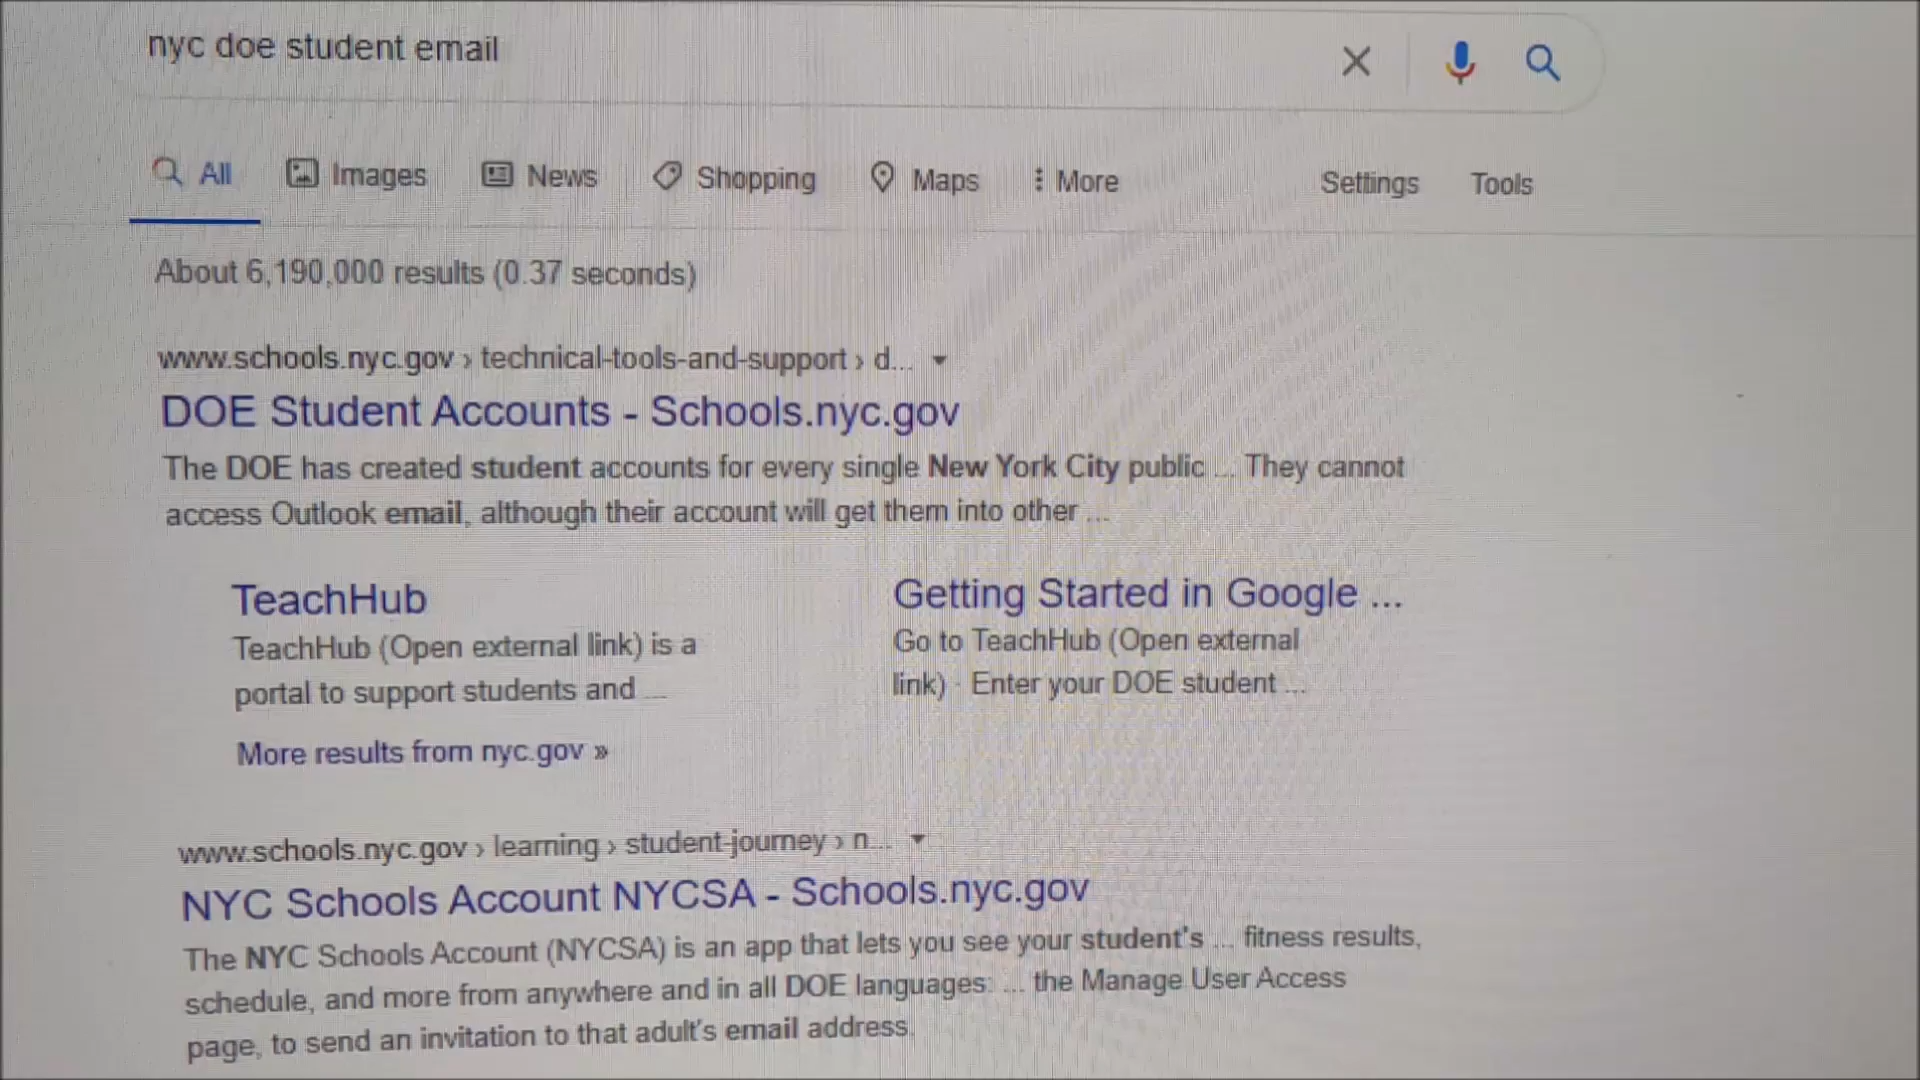 nyc doe student email
All Images News Shopping Maps More Settings Tools
About 6,190,000 results (0.37 seconds)
www.schools.nyc.gov › technical-tools-and-support › d...
DOE Student Accounts - Schools.nyc.gov
The DOE has created student accounts for every single New York City public ... They cannot
access Outlook email, although their account will get them into other ...
TeachHub
TeachHub (Open external link) is a
portal to support students and ...
Getting Started in Google ...
Go to TeachHub (Open external
link) · Enter your DOE student ...
More results from nyc.gov »
www.schools.nyc.gov › learning › student-journey › n...
NYC Schools Account NYCSA - Schools.nyc.gov
The NYC Schools Account (NYCSA) is an app that lets you see your student's ... fitness results,
schedule, and more from anywhere and in all DOE languages: ... the Manage User Access
page, to send an invitation to that adult's email address.